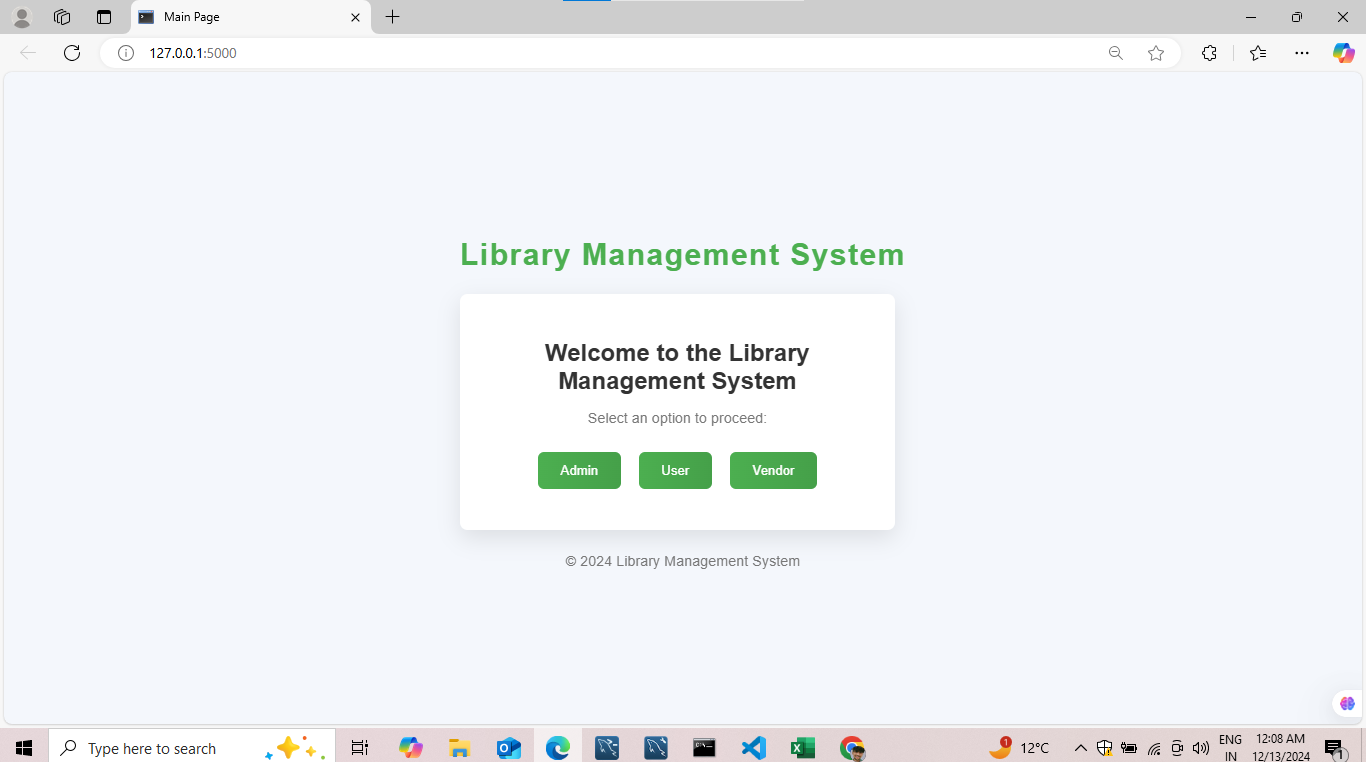 Main Page
127.0.0.1:5000
Library Management System
Welcome to the Library
Management System
Select an option to proceed:
Admin User Vendor
© 2024 Library Management System
Type here to search
1
12°C
ENG
IN
12:08 AM
12/13/2024
1